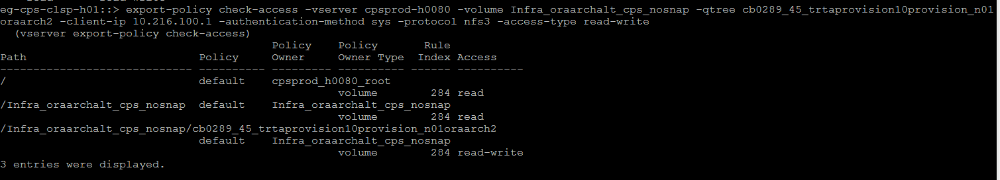 eg-cps-clsp-h01::> export-policy check-access -vserver cpsprod-h0080 -volume Infra_oraarchalt_cps_nosnap -qtree cb0289_45_trtaprovision10provision_n01
oraarch2 -client-ip 10.216.100.1 -authentication-method sys -protocol nfs3 -access-type read-write
  (vserver export-policy check-access)
                                         Policy    Policy       Rule
Path                          Policy     Owner     Owner Type  Index Access
----------------------------- ---------- --------- ---------- ------ ----------
/                             default    cpsprod_h0080_root
                                                   volume        284 read
/Infra_oraarchalt_cps_nosnap  default    Infra_oraarchalt_cps_nosnap
                                                   volume        284 read
/Infra_oraarchalt_cps_nosnap/cb0289_45_trtaprovision10provision_n01oraarch2
                              default    Infra_oraarchalt_cps_nosnap
                                                   volume        284 read-write
3 entries were displayed.